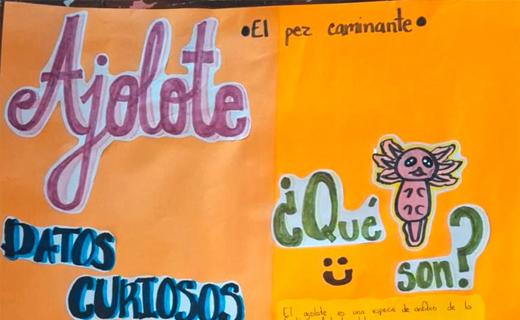 Ajolote
•El pez caminante•
¿Qué
son?
DATOS
CURIOSOS
El ajolote es una especie de anfibio de la